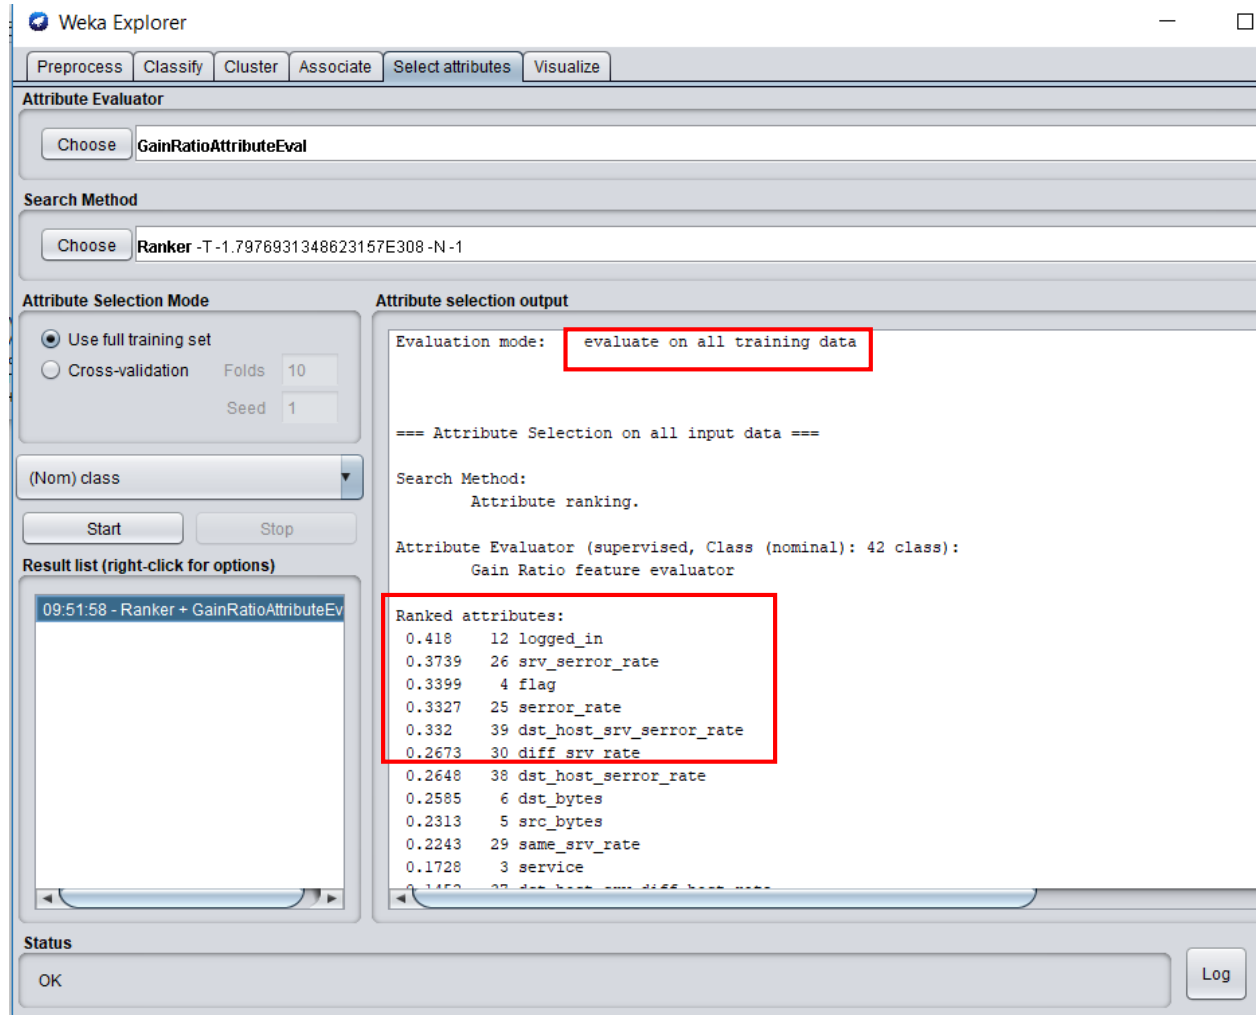 Weka Explorer
Preprocess Classify Cluster Associate Select attributes Visualize
Attribute Evaluator
Choose GainRatioAttributeEval
Search Method
Choose Ranker -T -1.7976931348623157E308 -N -1
Attribute Selection Mode
Use full training set
Cross-validation Folds 10
Seed 1
(Nom) class
Start Stop
Result list (right-click for options)
09:51:58 - Ranker + GainRatioAttributeEv
Attribute selection output
Evaluation mode: evaluate on all training data
=== Attribute Selection on all input data ===
Search Method:
Attribute ranking.
Attribute Evaluator (supervised, Class (nominal): 42 class):
Gain Ratio feature evaluator
Ranked attributes:
0.418 12 logged_in
0.3739 26 srv_serror_rate
0.3399 4 flag
0.3327 25 serror_rate
0.332 39 dst_host_srv_serror_rate
0.2673 30 diff_srv_rate
0.2648 38 dst_host_serror_rate
0.2585 6 dst_bytes
0.2313 5 src_bytes
0.2243 29 same_srv_rate
0.1728 3 service
0.1452 37 dst_host_srv_diff_host_rate
Status
OK
Log